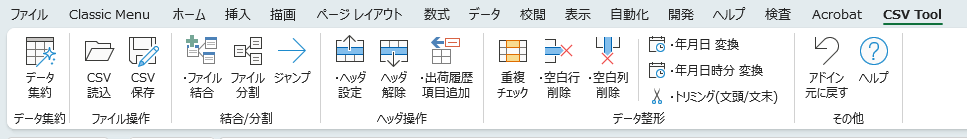 ファイル Classic Menu ホーム 挿入 描画 ページ レイアウト 数式 データ 校閲 表示 自動化 開発 ヘルプ 検査 Acrobat CSV Tool
データ
集約
データ集約
CSV
読込
CSV
保存
ファイル操作
・ファイル
結合
ファイル
分割
ジャンプ
結合/分割
・ヘッダ
設定
ヘッダ
解除
・出荷履歴
項目追加
ヘッダ操作
重複
チェック
・空白行
削除
・空白列
削除
・年月日 変換
・年月日時分 変換
・トリミング(文頭/文末)
データ整形
アドイン
元に戻す
ヘルプ
その他